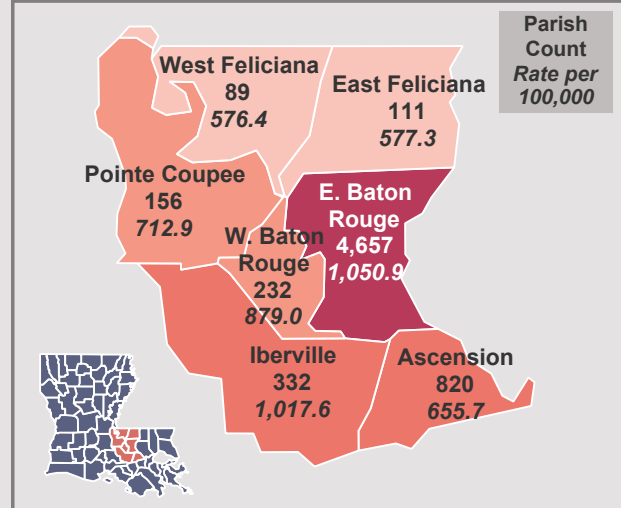 Parish
Count
Rate per
100,000
West Feliciana
89
576.4
East Feliciana
111
577.3
Pointe Coupee
156
712.9
E. Baton
Rouge
4,657
1,050.9
W. Baton
Rouge
232
879.0
Iberville
332
1,017.6
Ascension
820
655.7